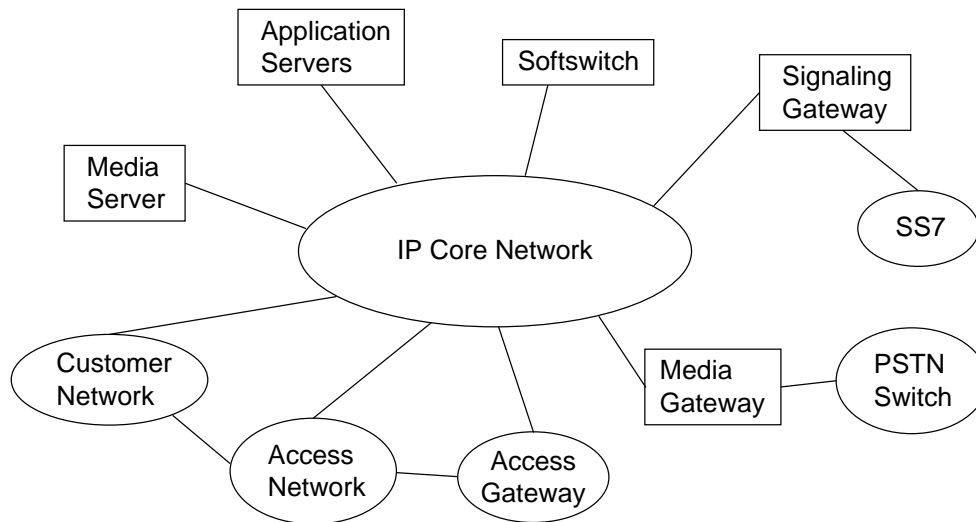 Application
Servers
Softswitch
Signaling
Gateway
Media
Server
SS7
IP Core Network
Customer
Network
Media
Gateway
PSTN
Switch
Access
Network
Access
Gateway